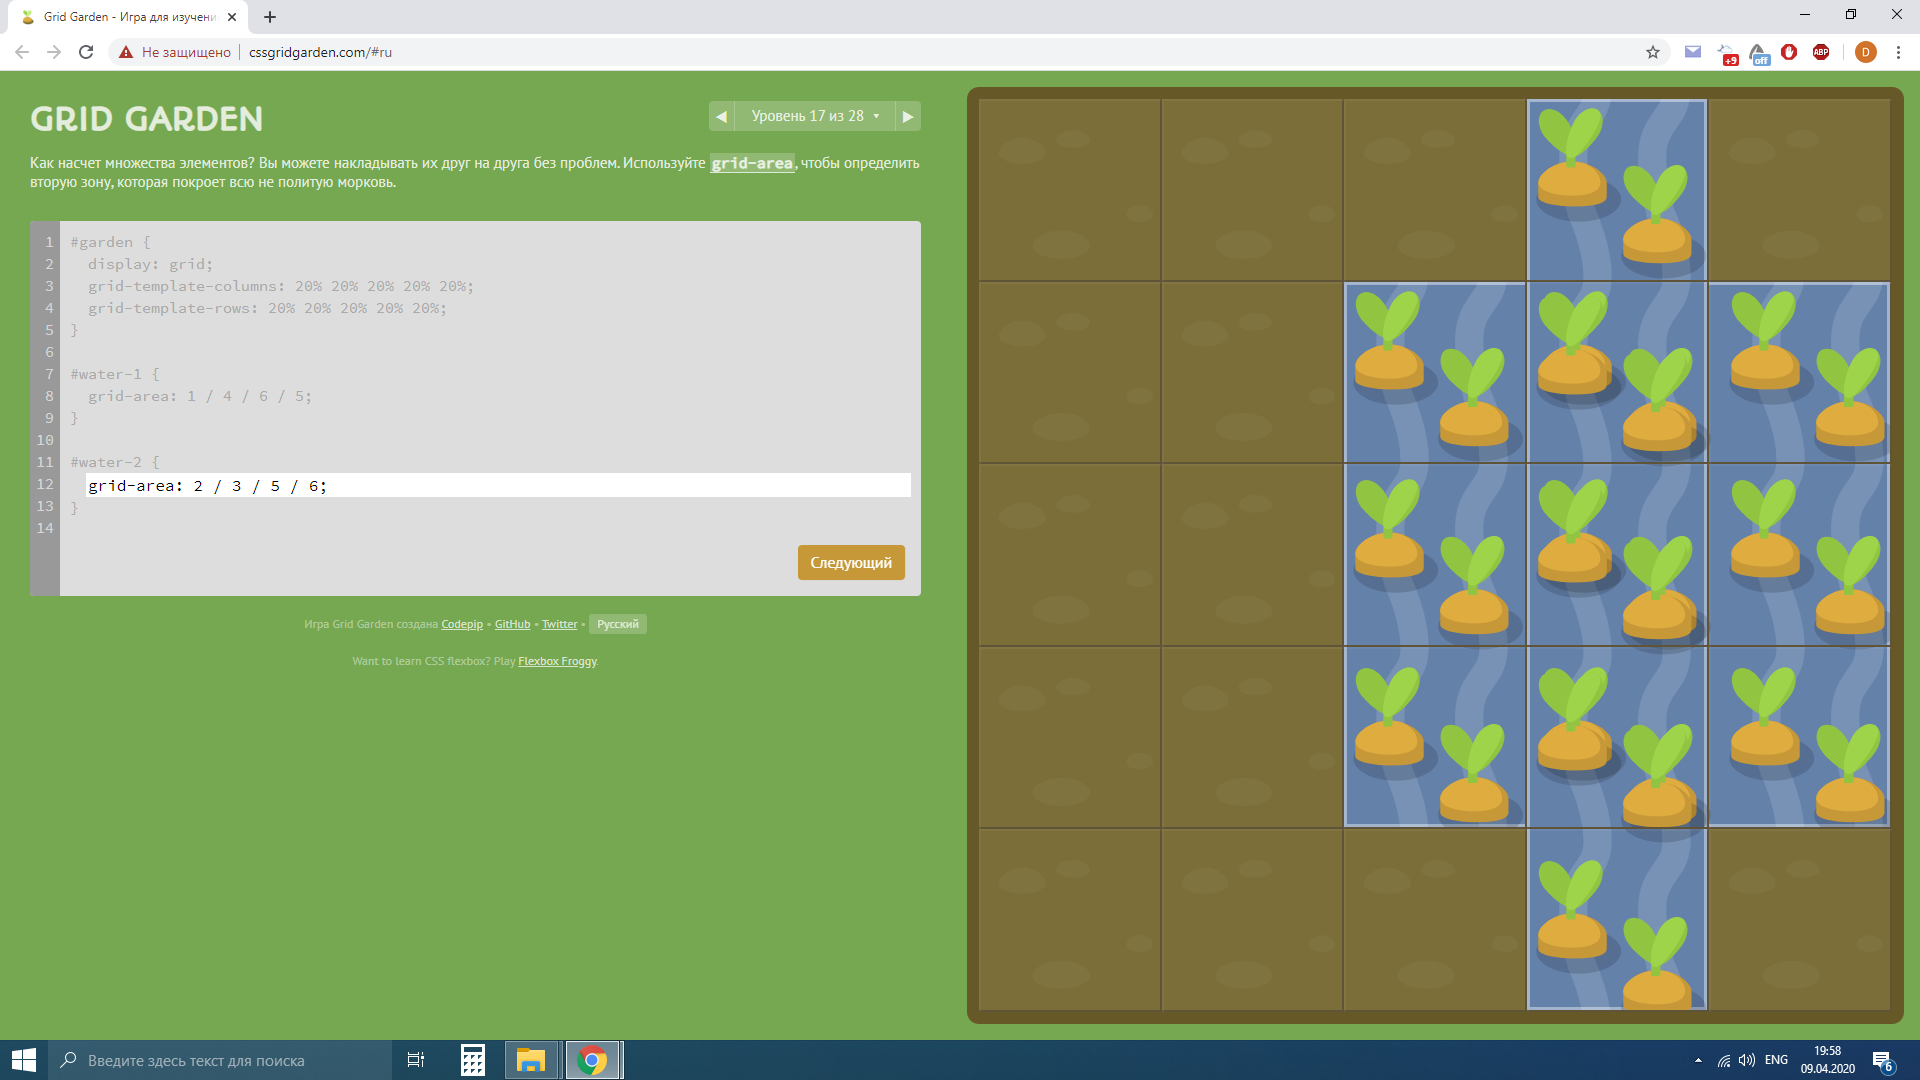 Grid Garden - Игра для изучени
Не защищено
cssgridgarden.com/#ru
+9
off
ABP
D
GRID GARDEN
◀ Уровень 17 из 28 ▾ ▶
Как насчет множества элементов? Вы можете накладывать их друг на друга без проблем. Используйте grid-area, чтобы определить
вторую зону, которая покроет всю не политую морковь.
1 #garden {
2 display: grid;
3 grid-template-columns: 20% 20% 20% 20% 20%;
4 grid-template-rows: 20% 20% 20% 20% 20%;
5 }
6
7 #water-1 {
8 grid-area: 1 / 4 / 6 / 5;
9 }
10
11 #water-2 {
12 grid-area: 2 / 3 / 5 / 6;
13 }
14
Следующий
Игра Grid Garden создана Codepip • GitHub • Twitter • Русский
Want to learn CSS flexbox? Play Flexbox Froggy.
Введите здесь текст для поиска
ENG
19:58
09.04.2020
6